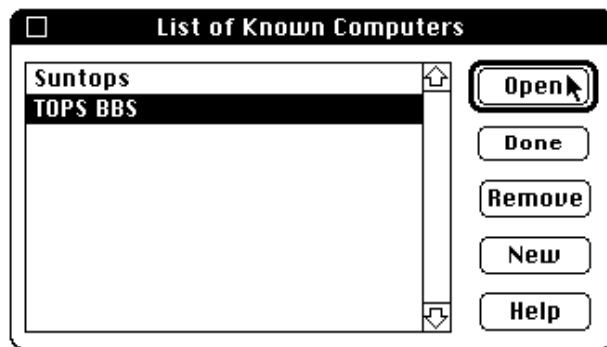 List of Known Computers
Suntops
TOPS BBS
Open
Done
Remove
New
Help